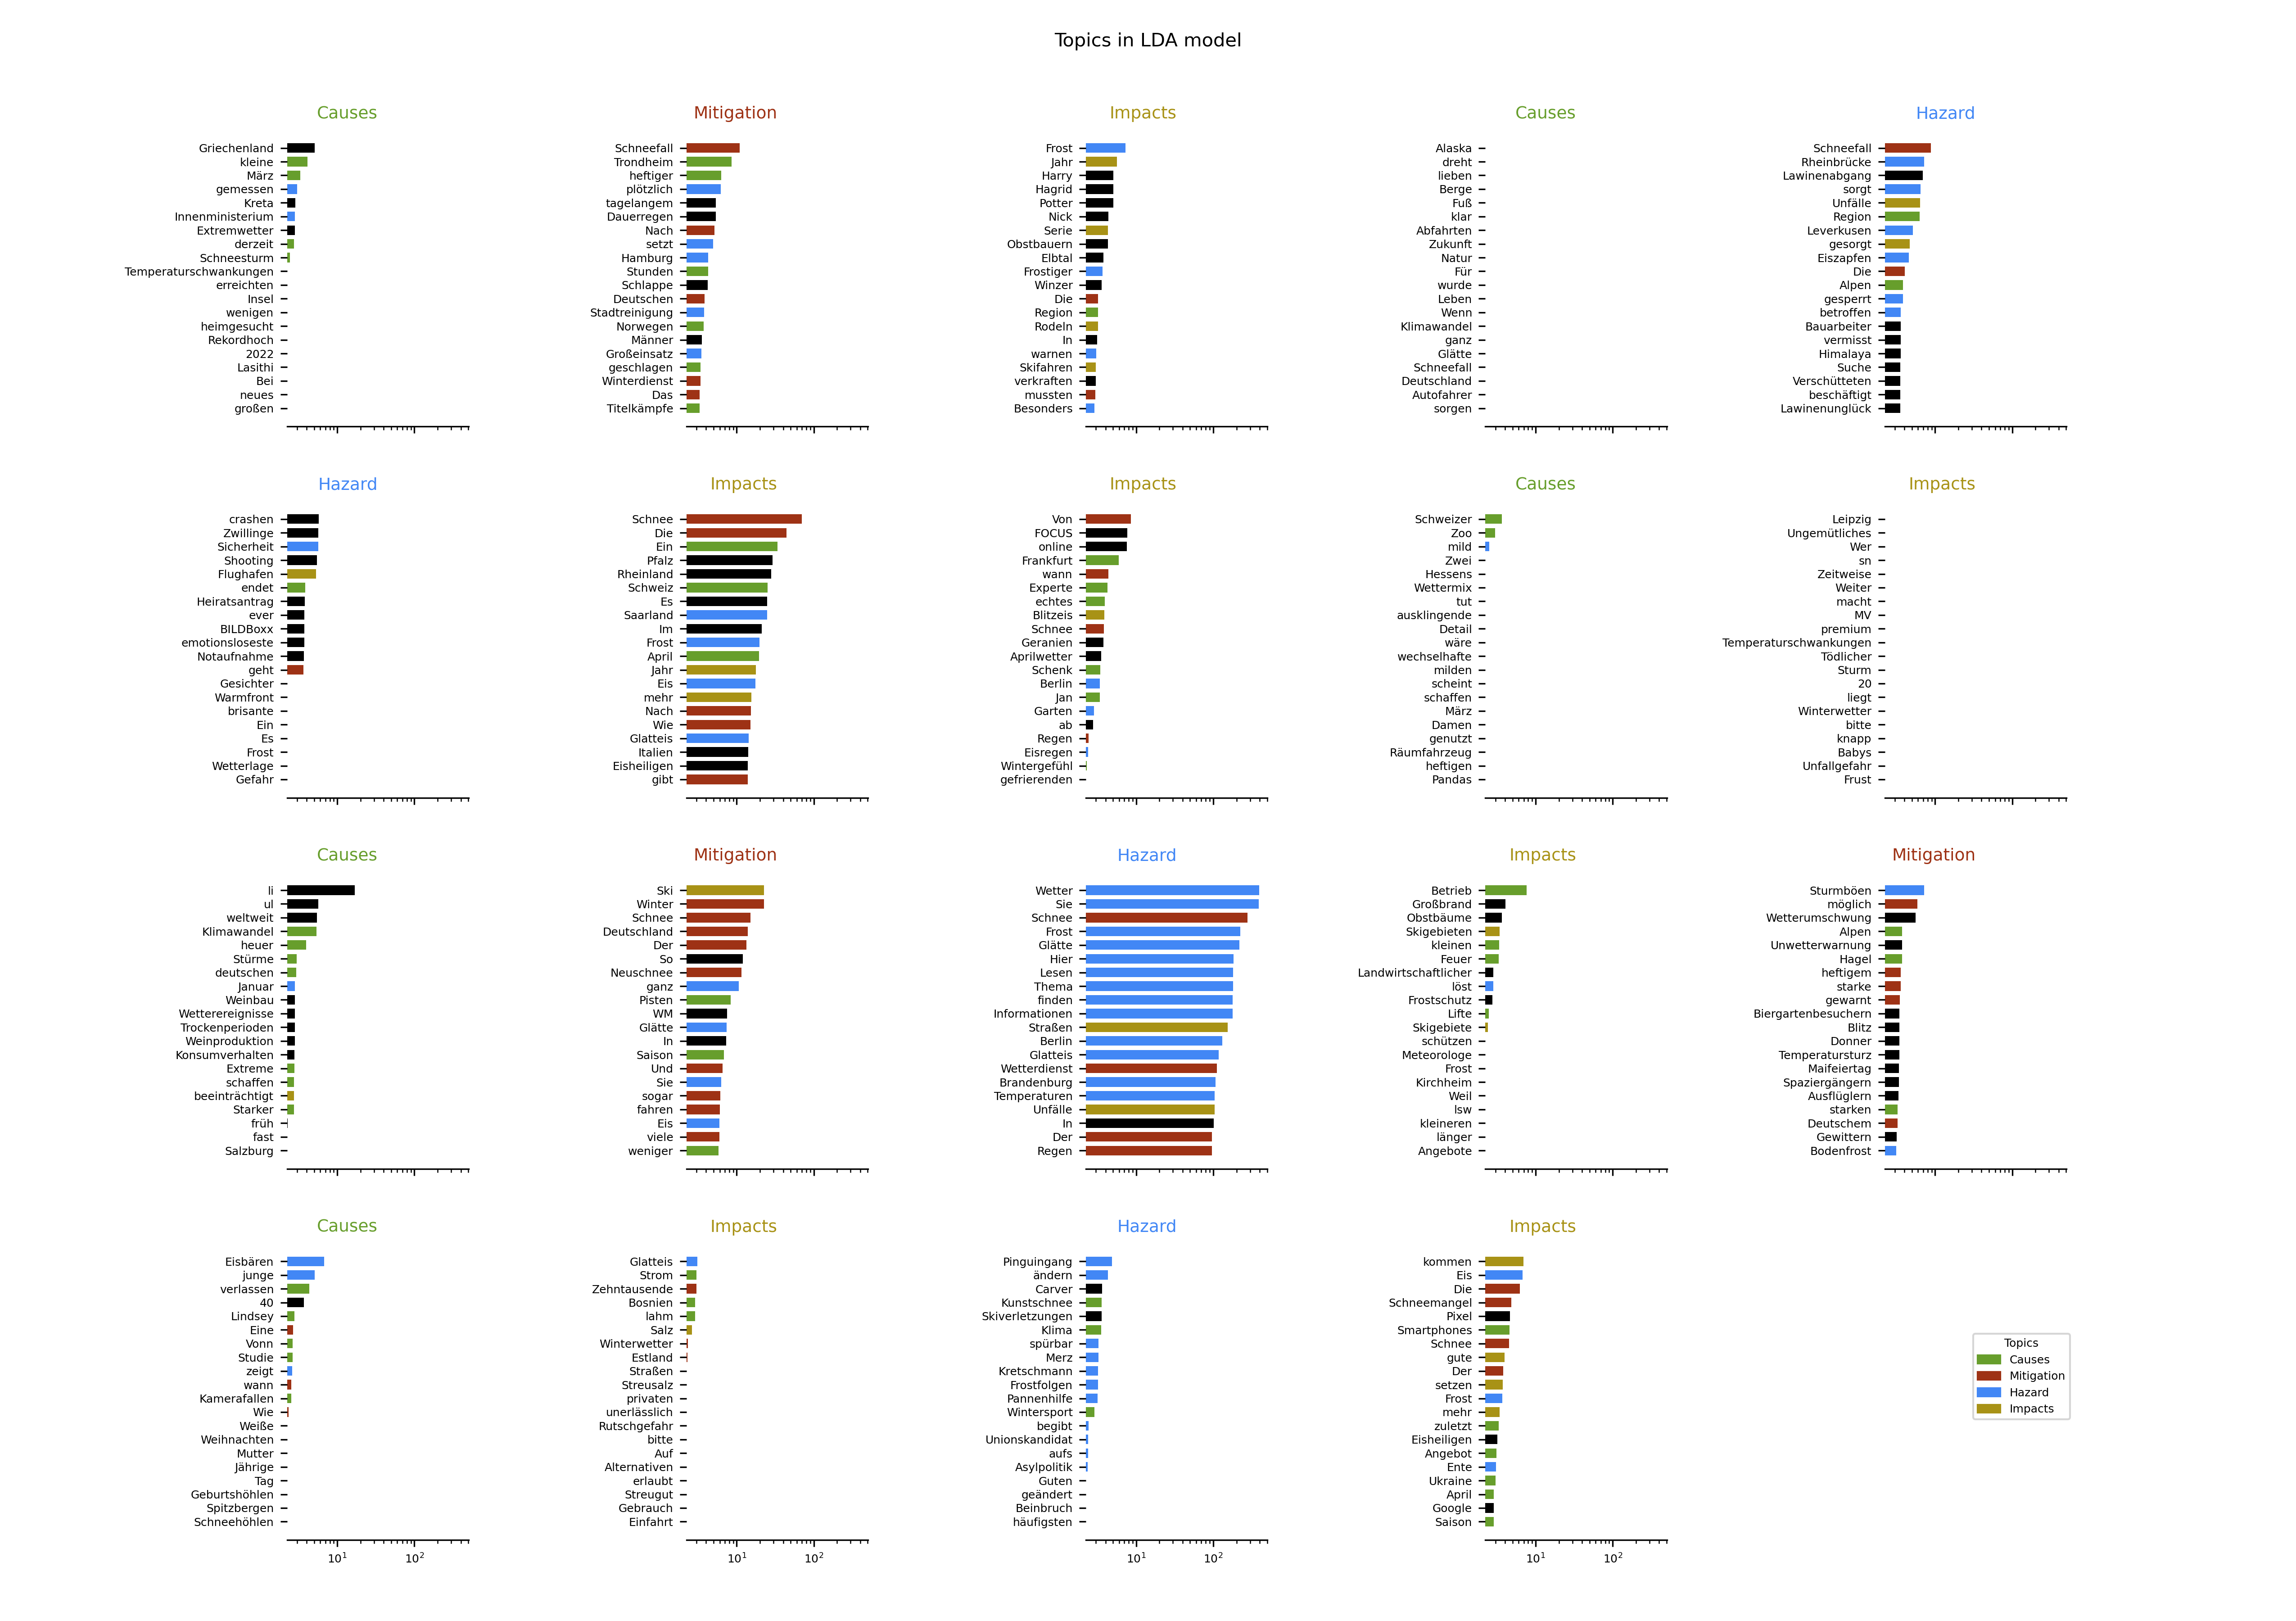 Topics in LDA model
Causes
Griechenland
kleine
März
gemessen
Kreta
Innenministerium
Extremwetter
derzeit
Schneesturm
Temperaturschwankungen
erreichten
Insel
wenigen
heimgesucht
Rekordhoch
2022
Lasithi
Bei
neues
großen
Mitigation
Schneefall
Trondheim
heftiger
plötzlich
tagelangem
Dauerregen
Nach
setzt
Hamburg
Stunden
Schlappe
Deutschen
Stadtreinigung
Norwegen
Männer
Großeinsatz
geschlagen
Winterdienst
Das
Titelkämpfe
Impacts
Frost
Jahr
Harry
Hagrid
Potter
Nick
Serie
Obstbauern
Elbtal
Frostiger
Winzer
Die
Region
Rodeln
In
warnen
Skifahren
verkraften
mussten
Besonders
Causes
Alaska
dreht
lieben
Berge
Fuß
klar
Abfahrten
Zukunft
Natur
Für
wurde
Leben
Wenn
Klimawandel
ganz
Glätte
Schneefall
Deutschland
Autofahrer
sorgen
Hazard
Schneefall
Rheinbrücke
Lawinenabgang
sorgt
Unfälle
Region
Leverkusen
gesorgt
Eiszapfen
Die
Alpen
gesperrt
betroffen
Bauarbeiter
vermisst
Himalaya
Suche
Verschütteten
beschäftigt
Lawinenunglück
Hazard
crashen
Zwillinge
Sicherheit
Shooting
Flughafen
endet
Heiratsantrag
ever
BILDBoxx
emotionsloseste
Notaufnahme
geht
Gesichter
Warmfront
brisante
Ein
Es
Frost
Wetterlage
Gefahr
Impacts
Schnee
Die
Ein
Pfalz
Rheinland
Schweiz
Es
Saarland
Im
Frost
April
Jahr
Eis
mehr
Nach
Wie
Glatteis
Italien
Eisheiligen
gibt
Impacts
Von
FOCUS
online
Frankfurt
wann
Experte
echtes
Blitzeis
Schnee
Geranien
Aprilwetter
Schenk
Berlin
Jan
Garten
ab
Regen
Eisregen
Wintergefühl
gefrierenden
Causes
Schweizer
Zoo
mild
Zwei
Hessens
Wettermix
tut
ausklingende
Detail
wäre
wechselhafte
milden
scheint
schaffen
März
Damen
genutzt
Räumfahrzeug
heftigen
Pandas
Impacts
Leipzig
Ungemütliches
Wer
sn
Zeitweise
Weiter
macht
MV
premium
Temperaturschwankungen
Tödlicher
Sturm
20
liegt
Winterwetter
bitte
knapp
Babys
Unfallgefahr
Frust
Causes
li
ul
weltweit
Klimawandel
heuer
Stürme
deutschen
Januar
Weinbau
Wetterereignisse
Trockenperioden
Weinproduktion
Konsumverhalten
Extreme
schaffen
beeinträchtigt
Starker
früh
fast
Salzburg
Mitigation
Ski
Winter
Schnee
Deutschland
Der
So
Neuschnee
ganz
Pisten
WM
Glätte
In
Saison
Und
Sie
sogar
fahren
Eis
viele
weniger
Hazard
Wetter
Sie
Schnee
Frost
Glätte
Hier
Lesen
Thema
finden
Informationen
Straßen
Berlin
Glatteis
Wetterdienst
Brandenburg
Temperaturen
Unfälle
In
Der
Regen
Impacts
Betrieb
Großbrand
Obstbäume
Skigebieten
kleinen
Feuer
Landwirtschaftlicher
löst
Frostschutz
Lifte
Skigebiete
schützen
Meteorologe
Frost
Kirchheim
Weil
lsw
kleineren
länger
Angebote
Mitigation
Sturmböen
möglich
Wetterumschwung
Alpen
Unwetterwarnung
Hagel
heftigem
starke
gewarnt
Biergartenbesuchern
Blitz
Donner
Temperatursturz
Maifeiertag
Spaziergängern
Ausflüglern
starken
Deutschem
Gewittern
Bodenfrost
Causes
Eisbären
junge
verlassen
40
Lindsey
Eine
Vonn
Studie
zeigt
wann
Kamerafallen
Wie
Weiße
Weihnachten
Mutter
Jährige
Tag
Geburtshöhlen
Spitzbergen
Schneehöhlen
10¹ 10²
Impacts
Glatteis
Strom
Zehntausende
Bosnien
lahm
Salz
Winterwetter
Estland
Straßen
Streusalz
privaten
unerlässlich
Rutschgefahr
bitte
Auf
Alternativen
erlaubt
Streugut
Gebrauch
Einfahrt
10¹ 10²
Hazard
Pinguingang
ändern
Carver
Kunstschnee
Skiverletzungen
Klima
spürbar
Merz
Kretschmann
Frostfolgen
Pannenhilfe
Wintersport
begibt
Unionskandidat
aufs
Asylpolitik
Guten
geändert
Beinbruch
häufigsten
10¹ 10²
Impacts
kommen
Eis
Die
Schneemangel
Pixel
Smartphones
Schnee
gute
Der
setzen
Frost
mehr
zuletzt
Eisheiligen
Angebot
Ente
Ukraine
April
Google
Saison
10¹ 10²
Topics
Causes
Mitigation
Hazard
Impacts